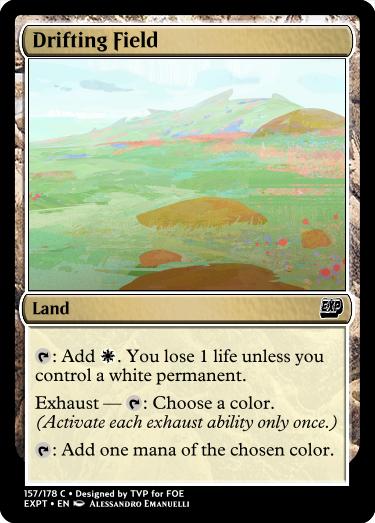 Drifting Field
Land
EXP
: Add . You lose 1 life unless you
control a white permanent.
Exhaust — : Choose a color.
(Activate each exhaust ability only once.)
: Add one mana of the chosen color.
157/178 C • Designed by TVP for FOE
EXPT • EN Alessandro Emanuelli